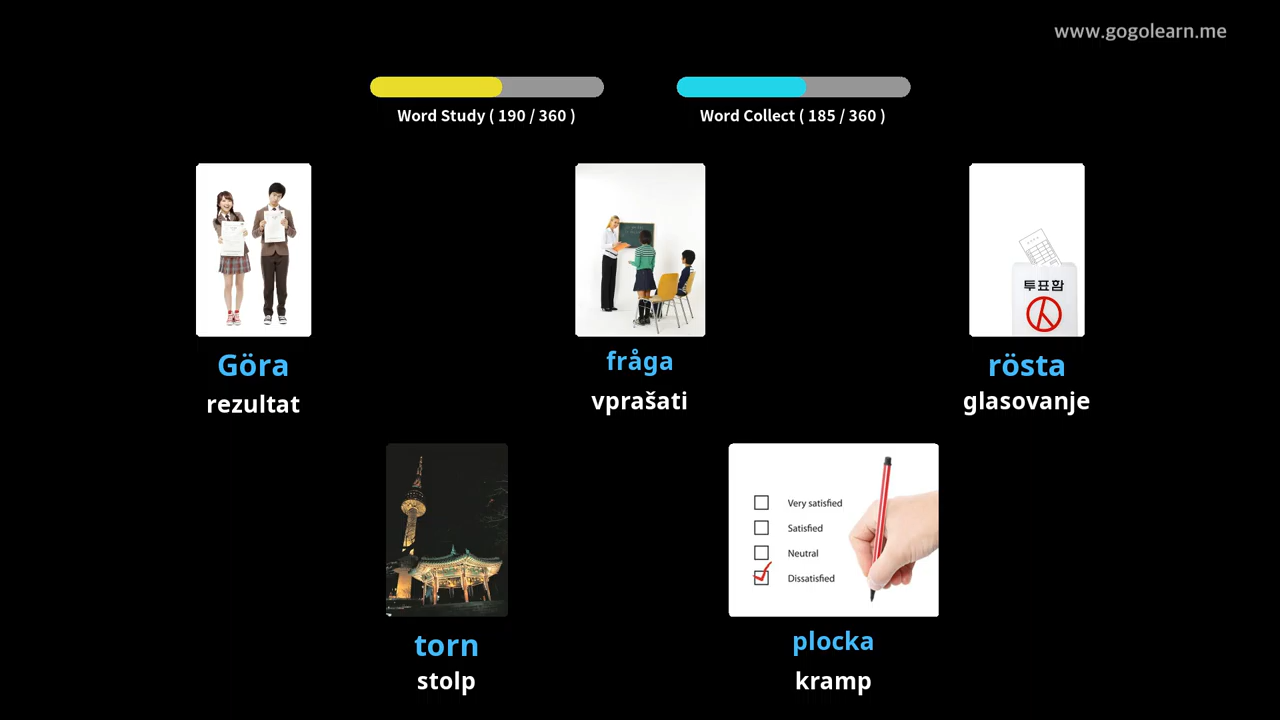 www.gogolearn.me
Word Study ( 190 / 360 )
Word Collect ( 185 / 360 )
Göra
rezultat
fråga
vprašati
투표함
rösta
glasovanje
torn
stolp
Very satisfied
Satisfied
Neutral
Dissatisfied
plocka
kramp